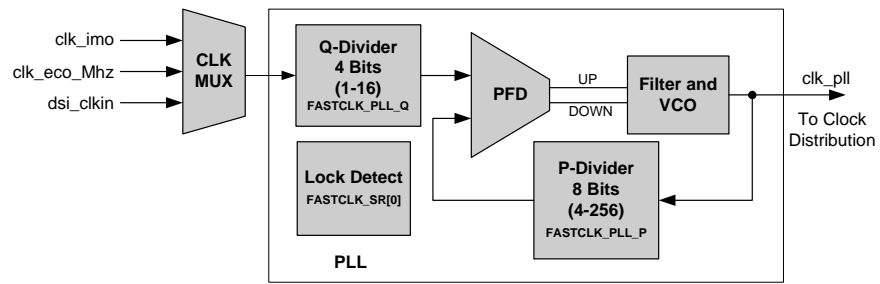 clk_imo
clk_eco_Mhz
dsi_clkin
CLK
MUX
Q-Divider
4 Bits
(1-16)
FASTCLK_PLL_Q
PFD
UP
DOWN
Filter and
VCO
clk_pll
To Clock
Distribution
Lock Detect
FASTCLK_SR[0]
P-Divider
8 Bits
(4-256)
FASTCLK_PLL_P
PLL